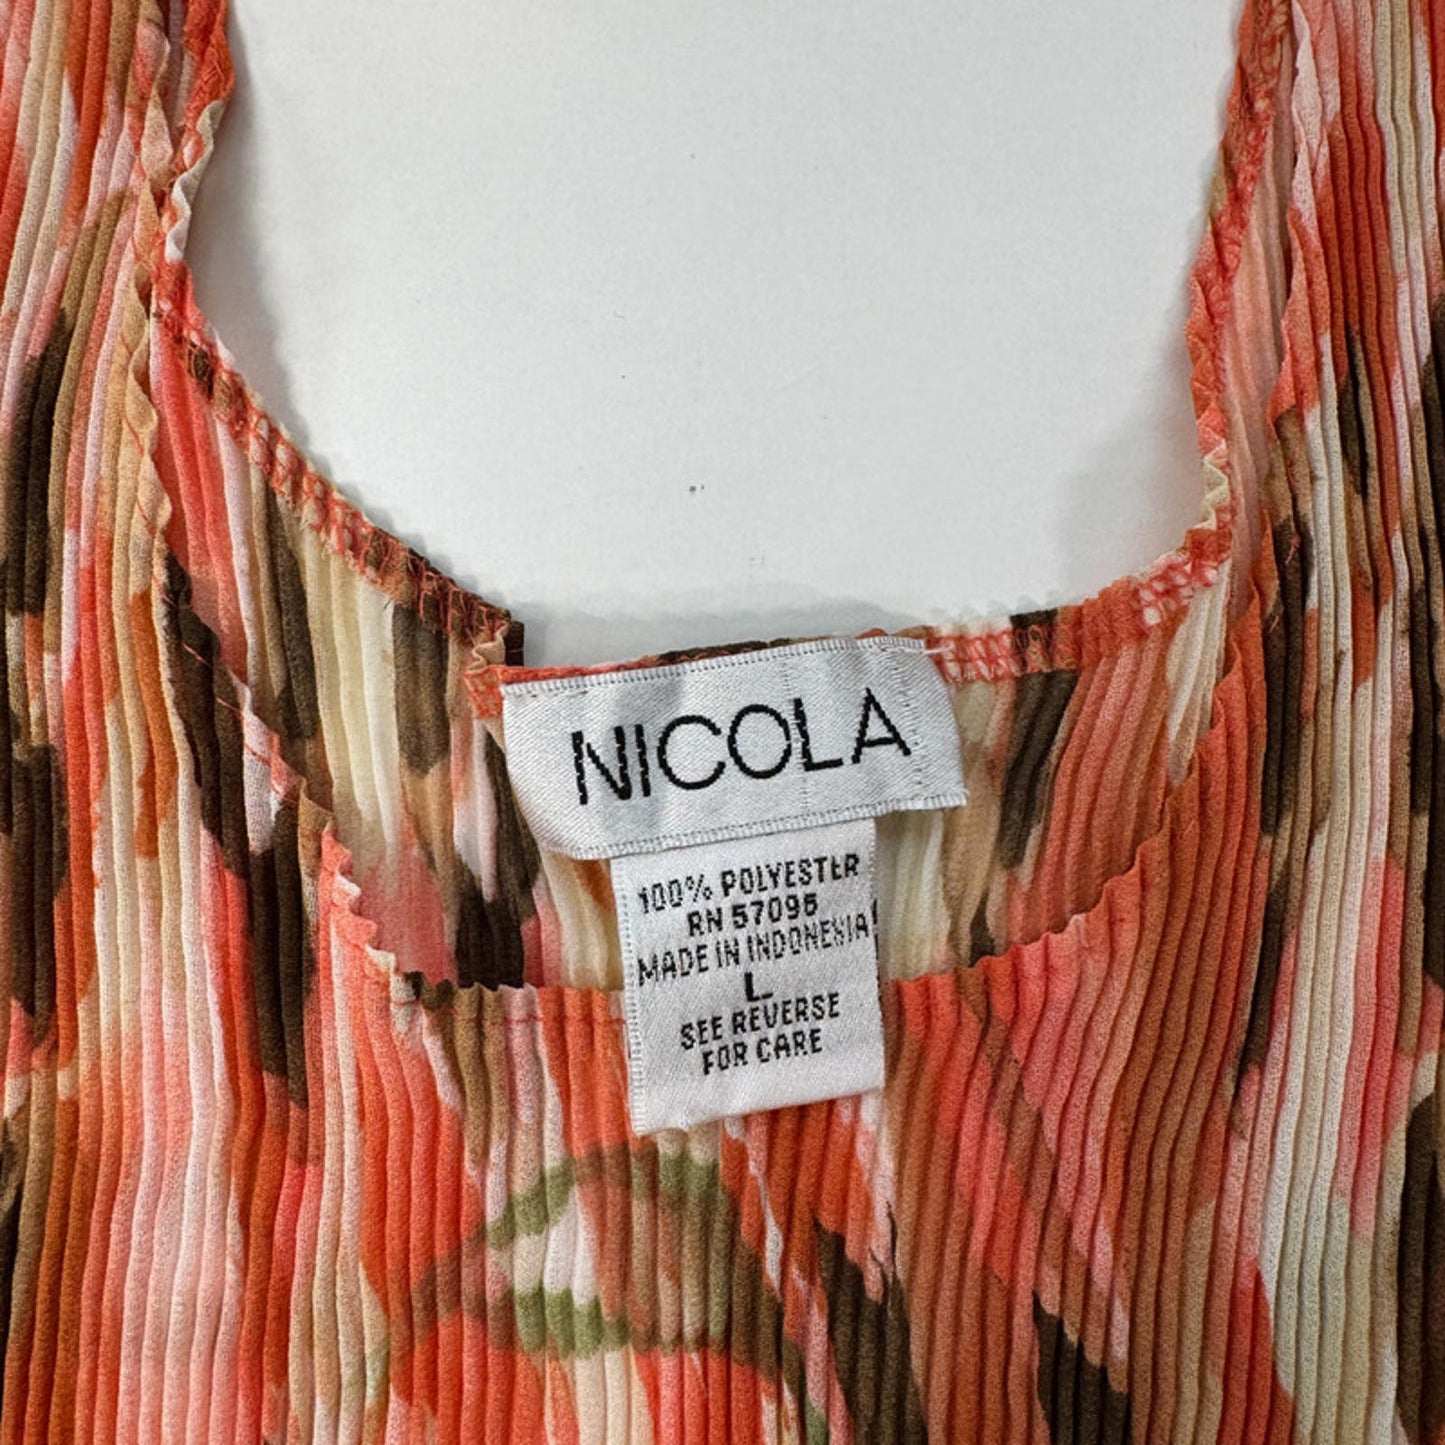 NICOLA
100% POLYESTER
RN 57095
MADE IN INDONESIA
L
SEE REVERSE
FOR CARE